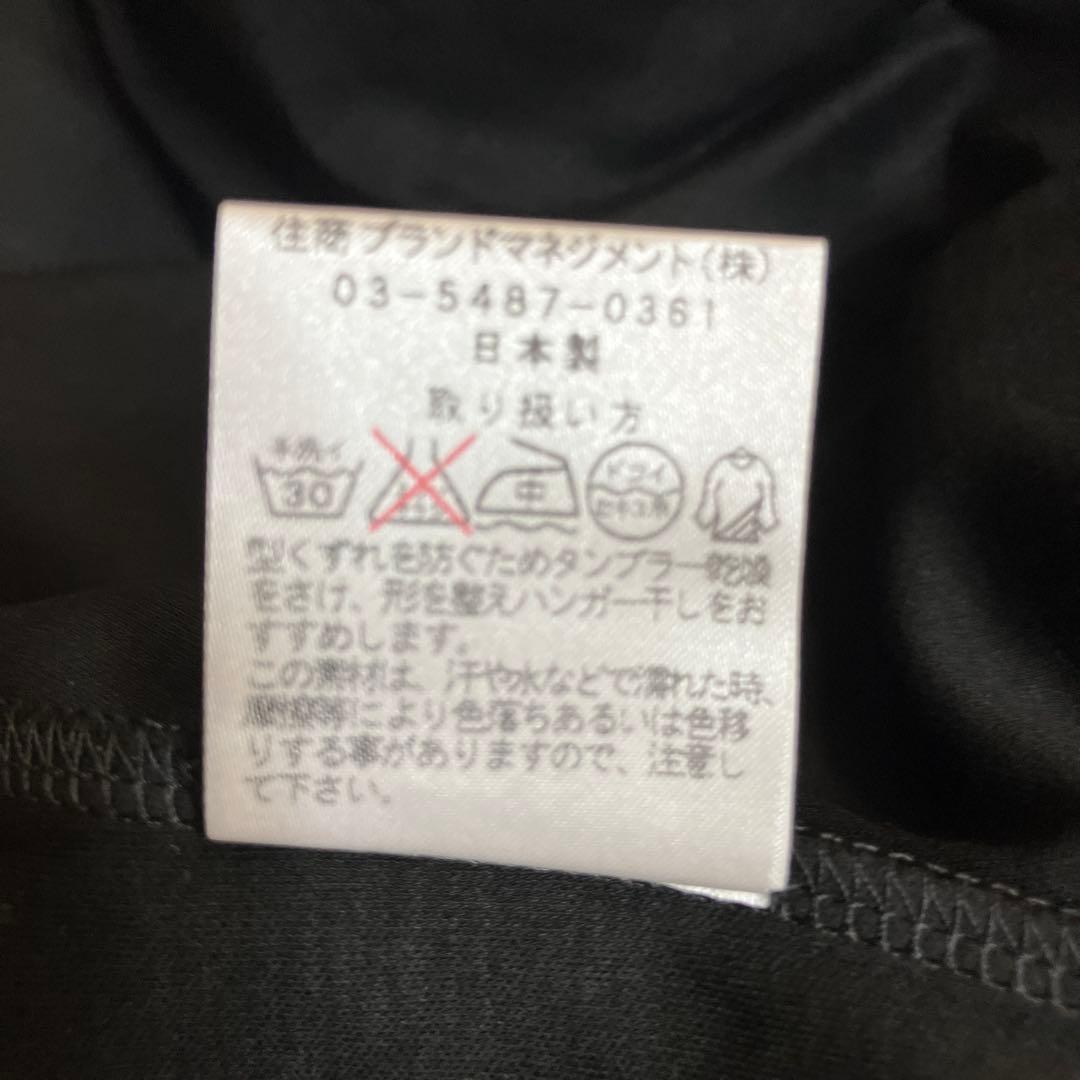 住商 ブランドマネジメント(株)
03-5487-0361
日本製
取り扱い方
手洗イ 30 中 ドライ セキユ系
型くずれを防ぐためタンブラー乾燥
をさけ、形を整えハンガー干しをお
すすめします。
この素材は、汗や水などで濡れた時、
摩擦等により色落ちあるいは色移
りする事がありますので、注意し
て下さい。